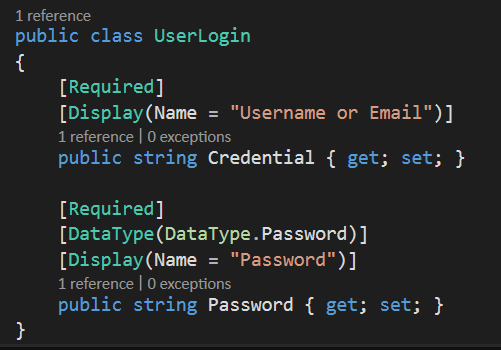 1 reference
public class UserLogin
{
[Required]
[Display(Name = "Username or Email")]
1 reference | 0 exceptions
public string Credential { get; set; }
[Required]
[DataType(DataType.Password)]
[Display(Name = "Password")]
1 reference | 0 exceptions
public string Password { get; set; }
}